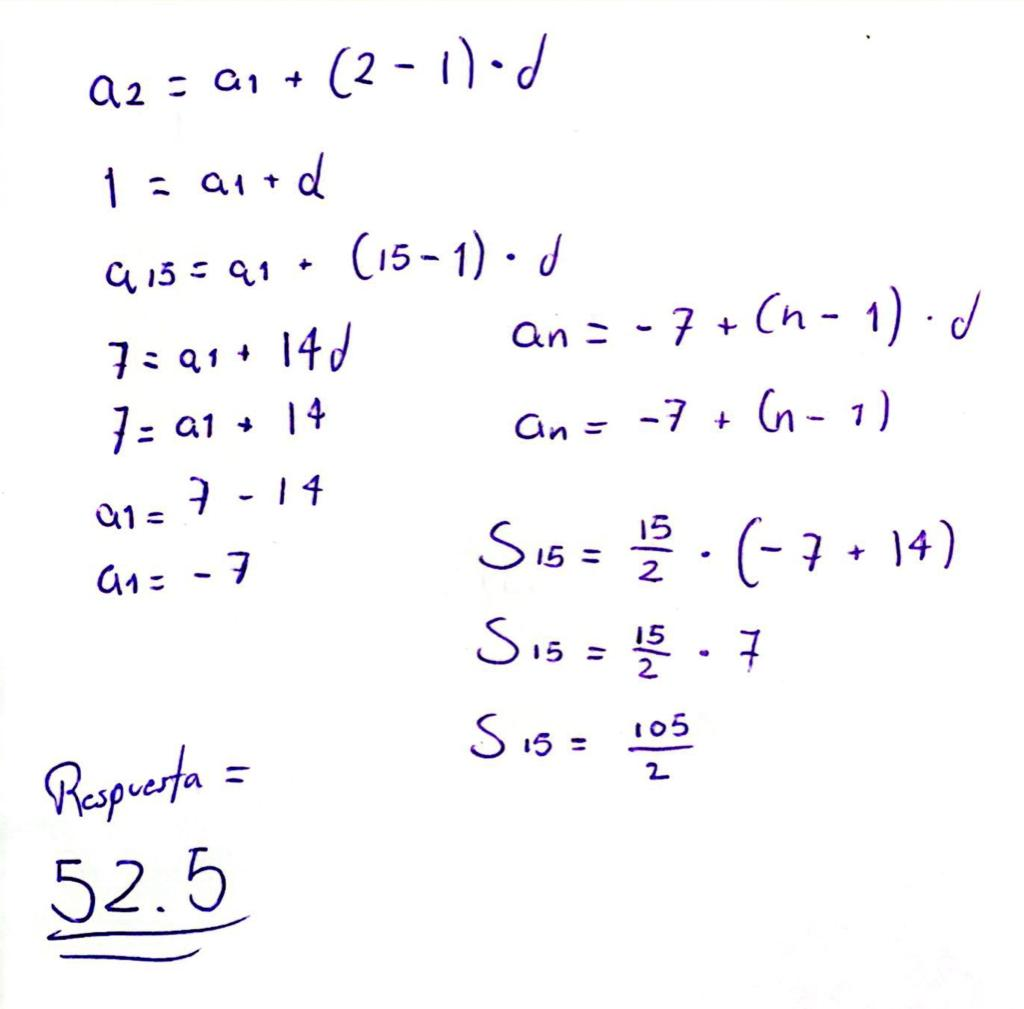 a2 = a1 + (2 - 1) · d
1 = a1 + d
a15 = a1 + (15 - 1) · d
7 = a1 + 14d
7 = a1 + 14
a1 = 7 - 14
a1 = - 7
an = - 7 + (n - 1) · d
an = -7 + (n - 1)
S15 = 15/2 · (- 7 + 14)
S15 = 15/2 · 7
S15 = 105/2
Respuesta =
52.5